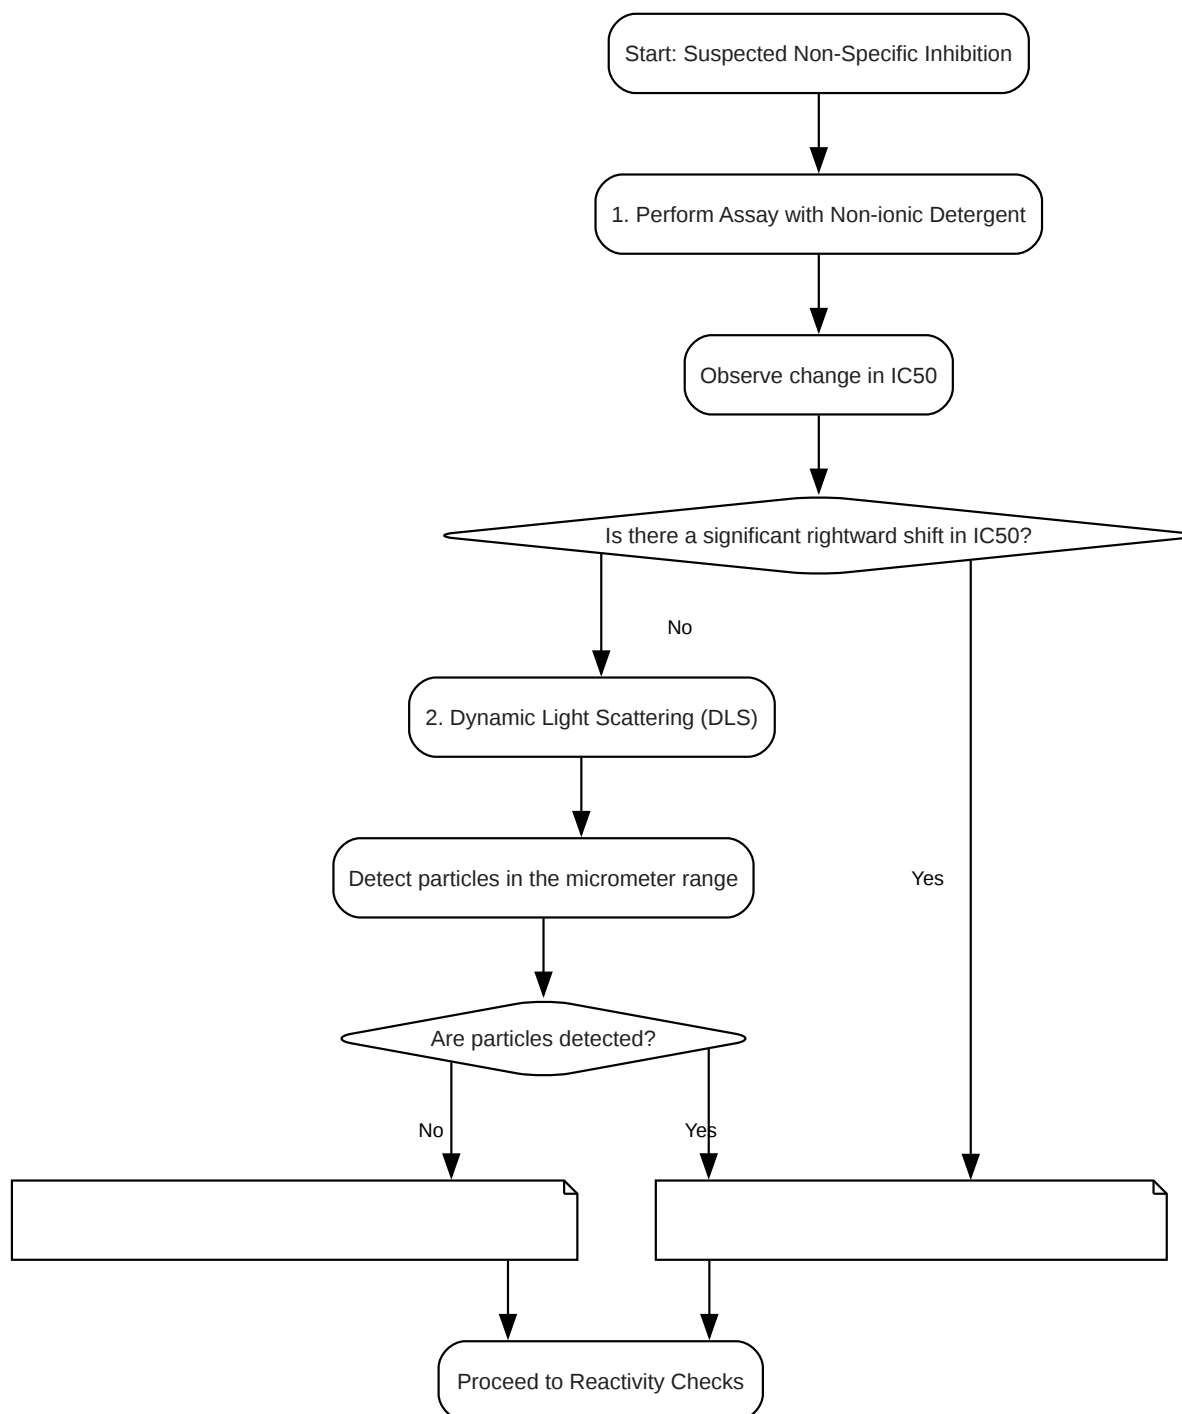 Start: Suspected Non-Specific Inhibition
1. Perform Assay with Non-ionic Detergent
Observe change in IC50
Is there a significant rightward shift in IC50?
No
2. Dynamic Light Scattering (DLS)
Detect particles in the micrometer range
Yes
Are particles detected?
No
Yes
Proceed to Reactivity Checks